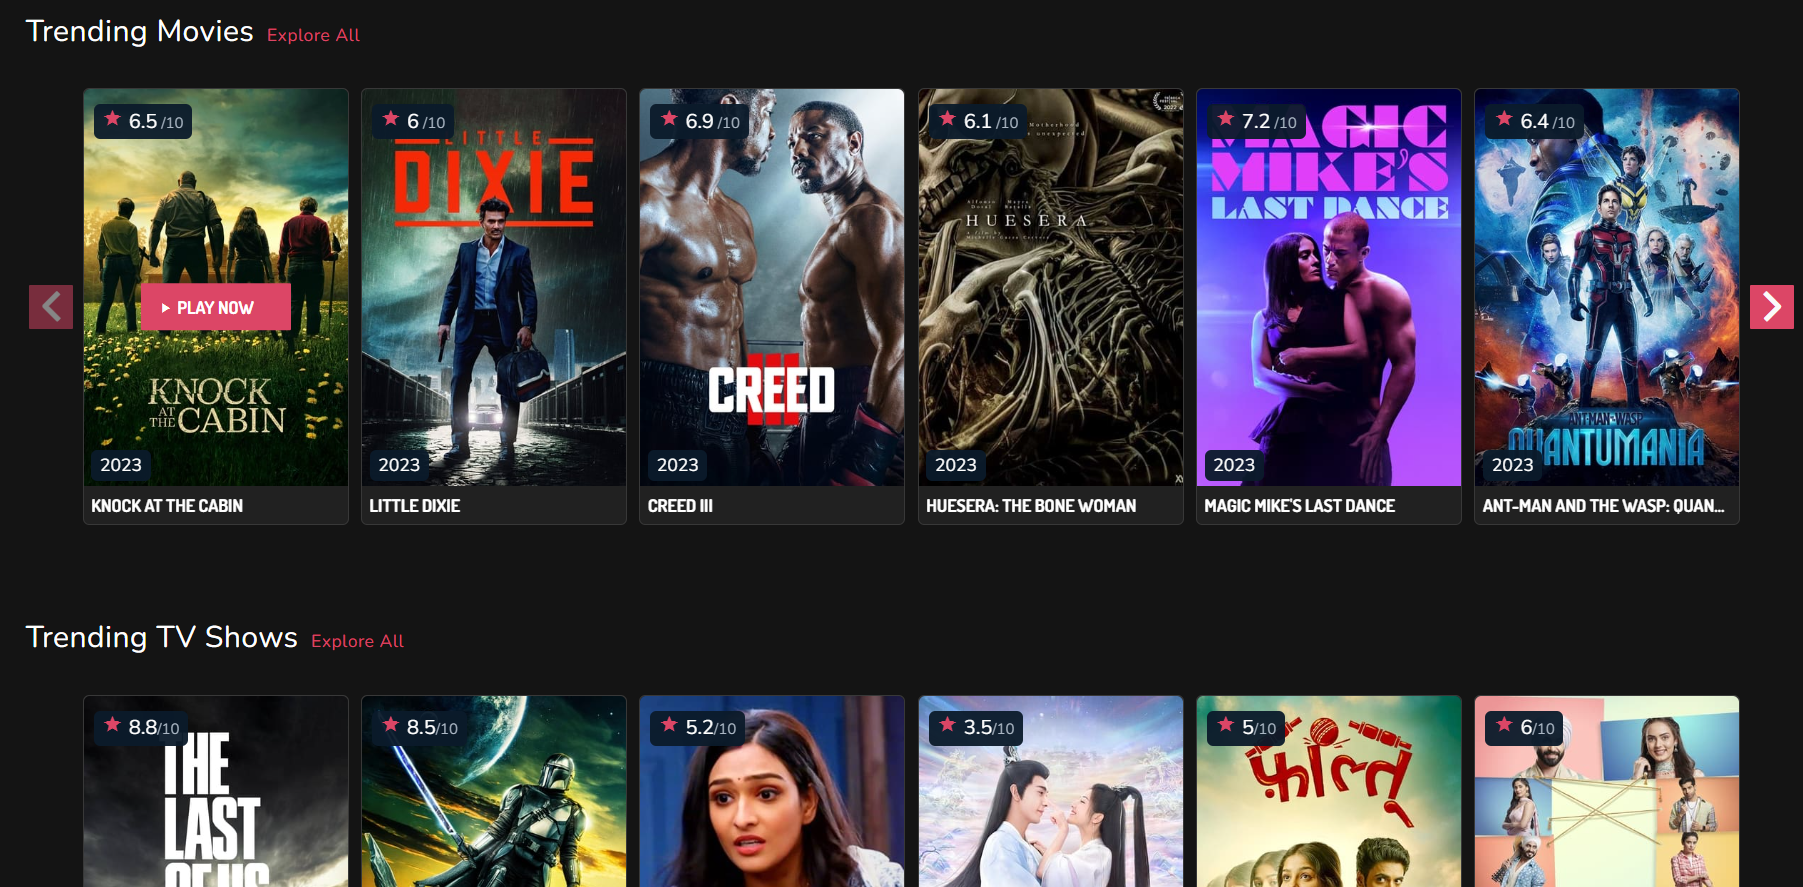 Trending Movies Explore All
6.5 /10
PLAY NOW
KNOCK
AT
THE CABIN
2023
KNOCK AT THE CABIN
6 /10
LITTLE
DIXIE
2023
LITTLE DIXIE
6.9 /10
III
CREED
2023
CREED III
6.1 /10
Motherhood
unexpected
HUESERA
a film by
2023
HUESERA: THE BONE WOMAN
7.2 /10
MAGIC
MIKE'S
LAST DANCE
2023
MAGIC MIKE'S LAST DANCE
6.4 /10
ANT-MAN WASP
QUANTUMANIA
2023
ANT-MAN AND THE WASP: QUAN...
Trending TV Shows Explore All
8.8/10
THE
LAST
OF US
8.5/10
5.2/10
3.5/10
5/10
फालतू
6/10